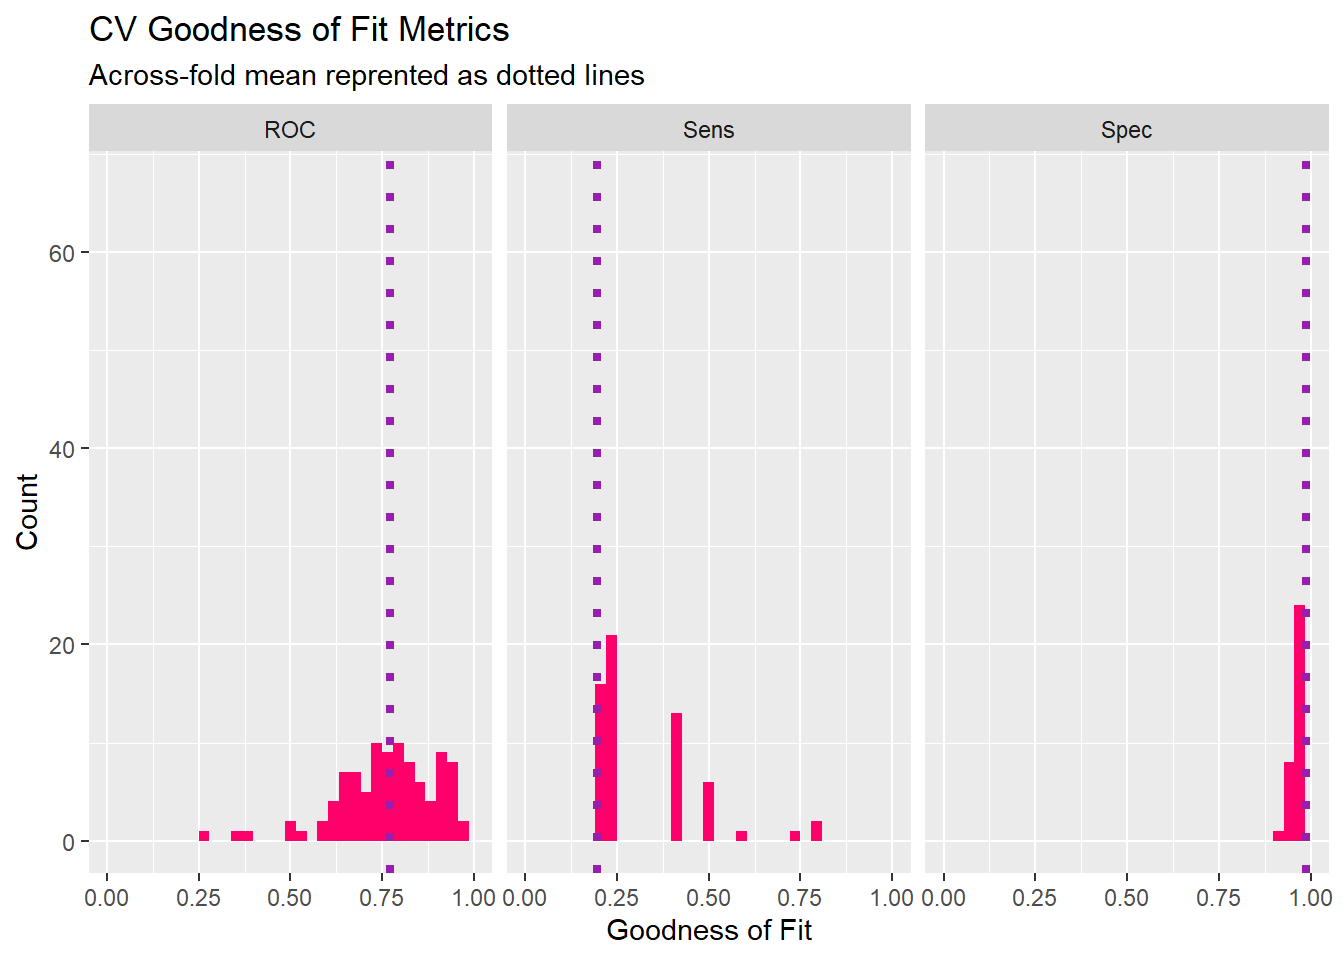 CV Goodness of Fit Metrics
Across-fold mean reprented as dotted lines
ROC Sens Spec
60
40
20
0
Count
0.00 0.25 0.50 0.75 1.00 0.00 0.25 0.50 0.75 1.00 0.00 0.25 0.50 0.75 1.00
Goodness of Fit